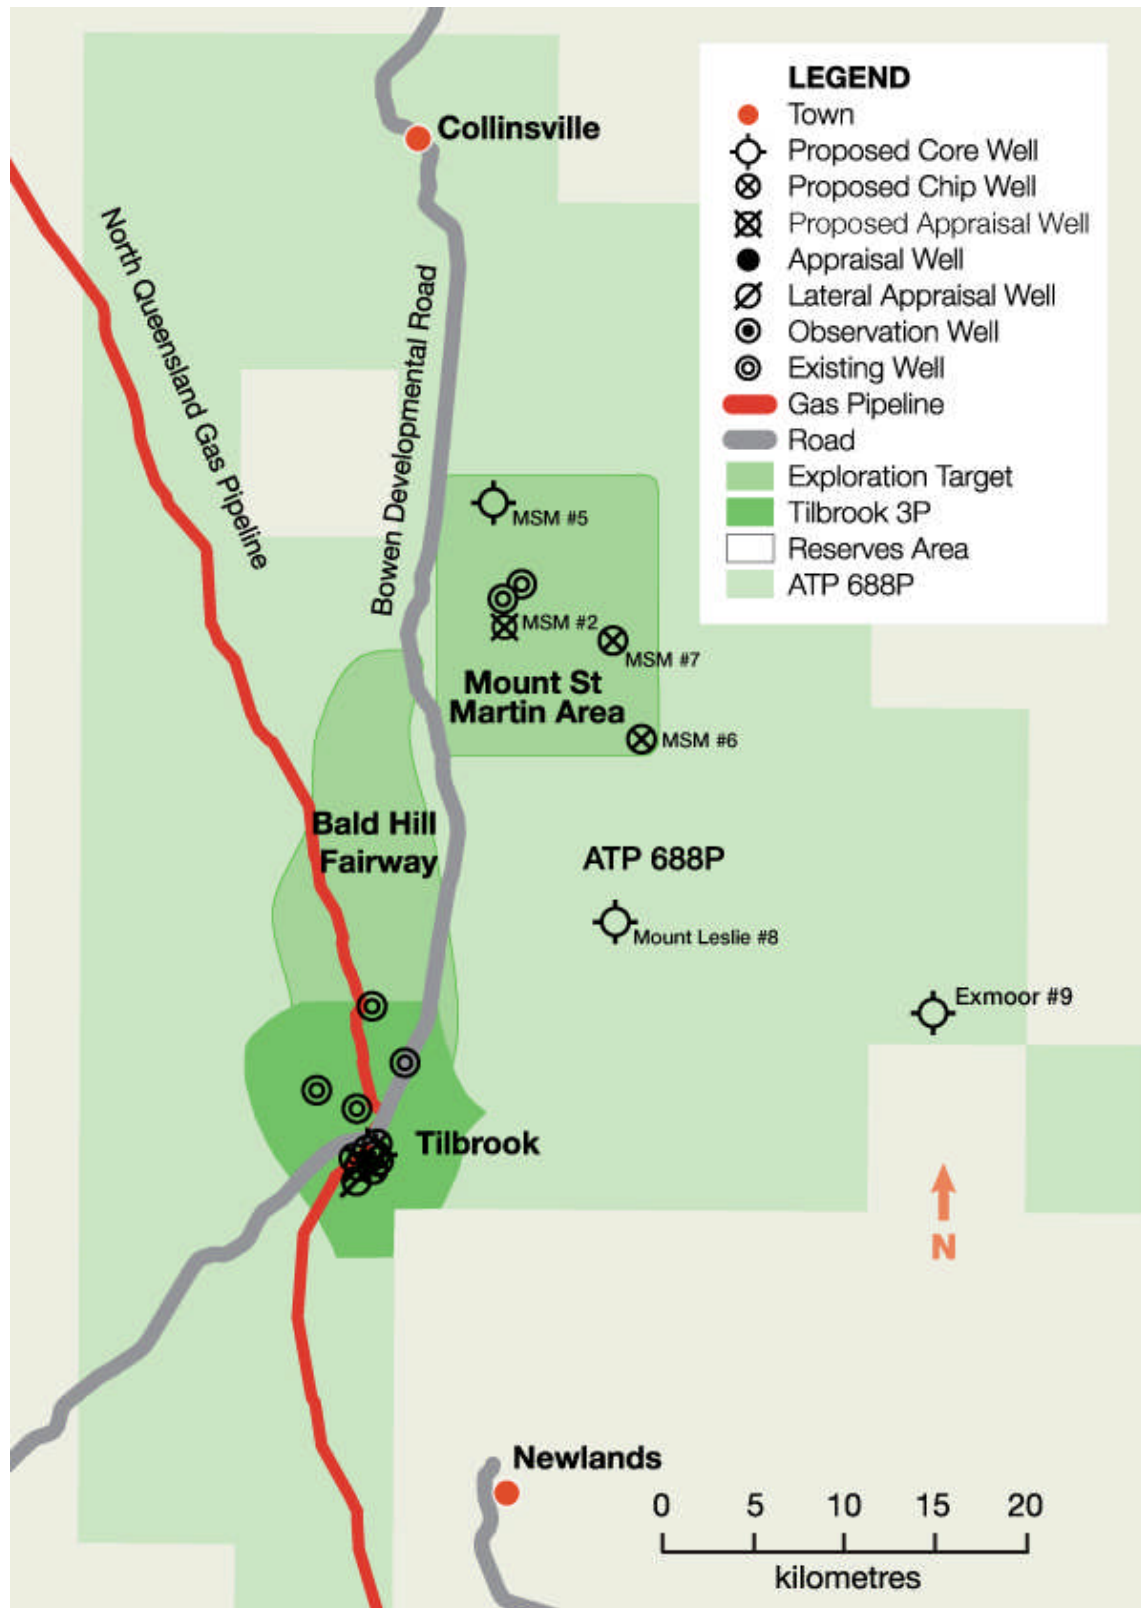 LEGEND
Town
Proposed Core Well
Proposed Chip Well
Proposed Appraisal Well
Appraisal Well
Lateral Appraisal Well
Observation Well
Existing Well
Gas Pipeline
Road
Exploration Target
Tilbrook 3P
Reserves Area
ATP 688P
Collinsville
North Queensland Gas Pipeline
Bowen Developmental Road
MSM #5
MSM #2
MSM #7
Mount St
Martin Area
MSM #6
Bald Hill
Fairway
ATP 688P
Mount Leslie #8
Exmoor #9
Tilbrook
N
Newlands
0 5 10 15 20
kilometres